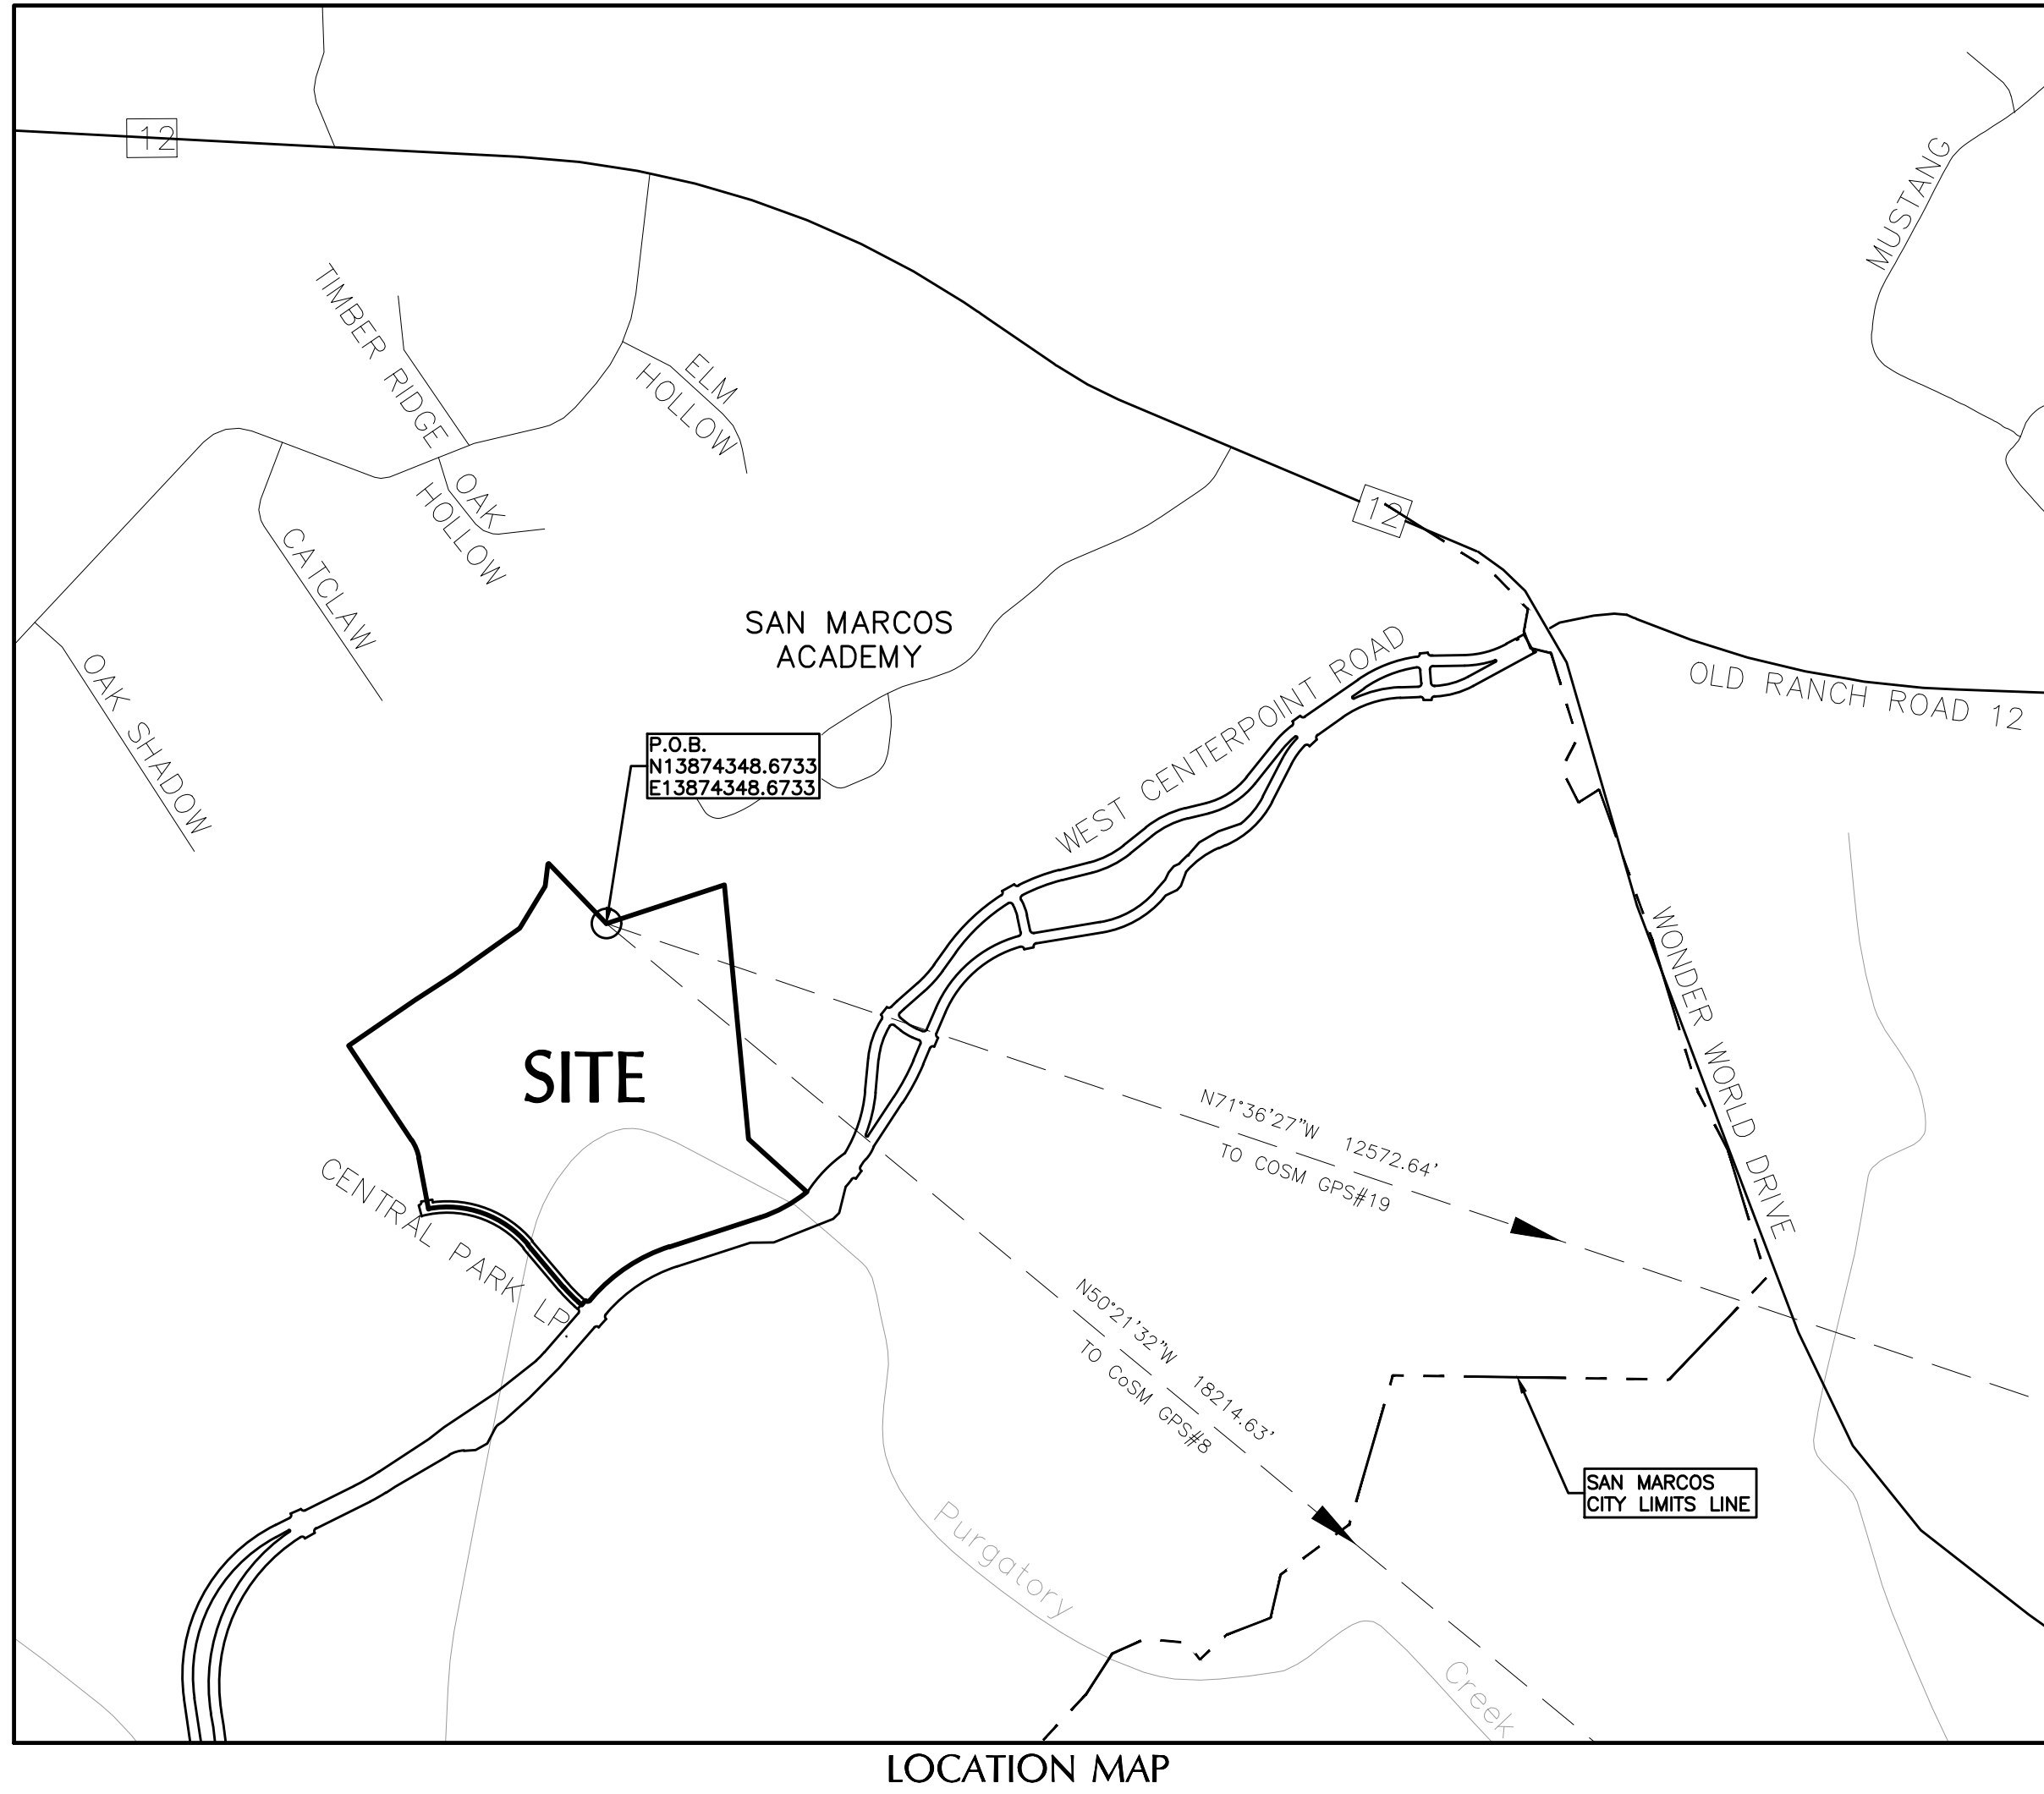 12
MUSTANG
TIMBER RIDGE
ELM
HOLLOW
OAK
HOLLOW
12
CATCLAW
SAN MARCOS
ACADEMY
WEST CENTERPOINT ROAD
OLD RANCH ROAD 12
OAK SHADOW
P.O.B.
N13874348.6733
E13874348.6733
WONDER WORLD DRIVE
SITE
N71°36'27"W 12572.64'
TO COSM GPS#19
CENTRAL PARK LP.
N50°21'32"W 18214.63'
TO CoSM GPS#8
SAN MARCOS
CITY LIMITS LINE
Purgatory
Creek
LOCATION MAP